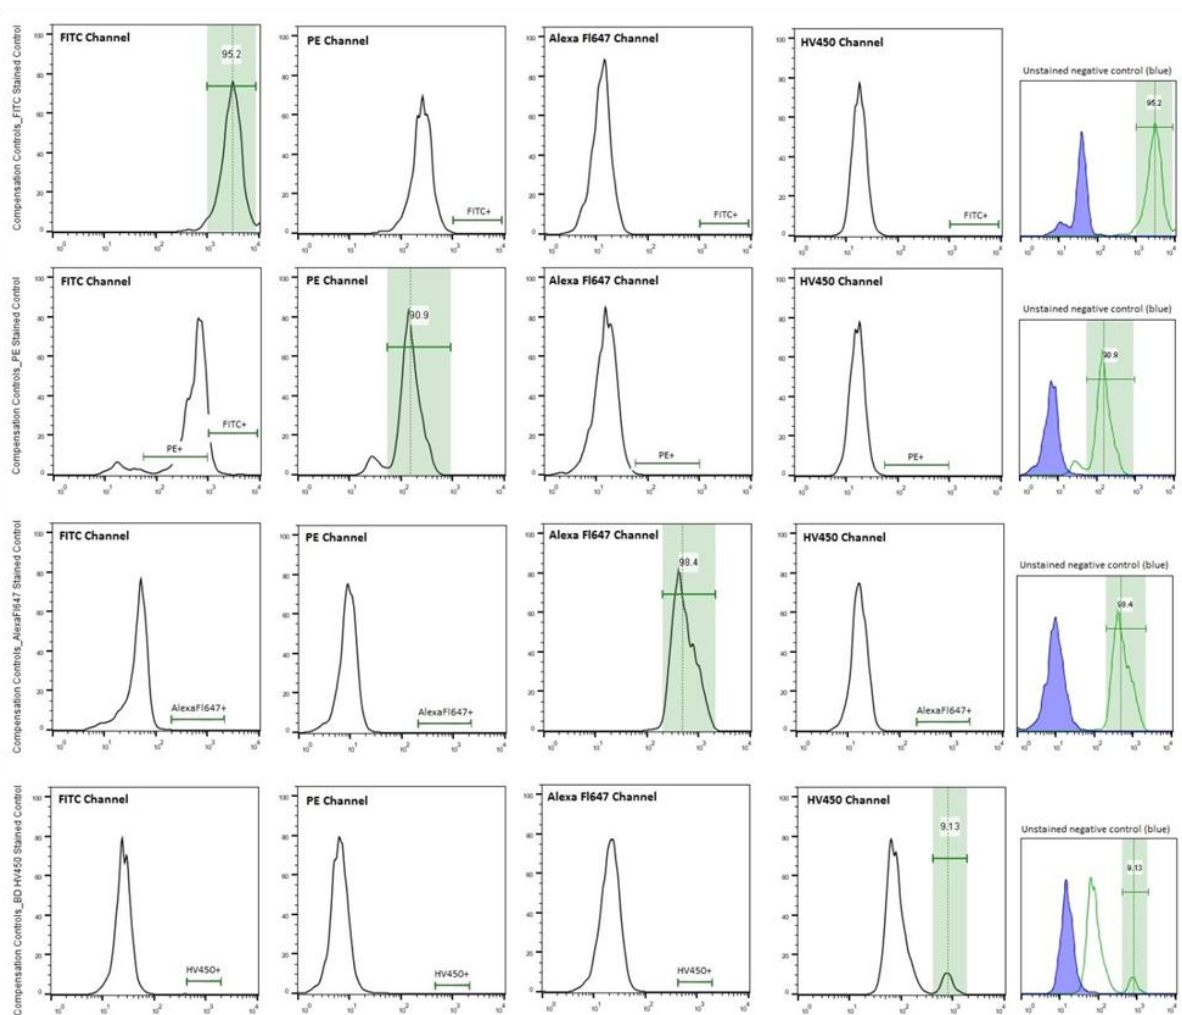 Compensation Controls_FITC Stained Control
FITC Channel
95.2
PE Channel
FITC+
Alexa Fl647 Channel
FITC+
HV450 Channel
FITC+
Unstained negative control (blue)
95.2
Compensation Controls_PE Stained Control
FITC Channel
PE+
FITC+
PE Channel
90.9
Alexa Fl647 Channel
PE+
HV450 Channel
PE+
Unstained negative control (blue)
90.9
Compensation Controls_AlexaFl647 Stained Control
FITC Channel
AlexaFl647+
PE Channel
AlexaFl647+
Alexa Fl647 Channel
98.4
HV450 Channel
AlexaFl647+
Unstained negative control (blue)
98.4
Compensation Controls_BD HV450 Stained Control
FITC Channel
HV450+
PE Channel
HV450+
Alexa Fl647 Channel
HV450+
HV450 Channel
9.13
Unstained negative control (blue)
9.13